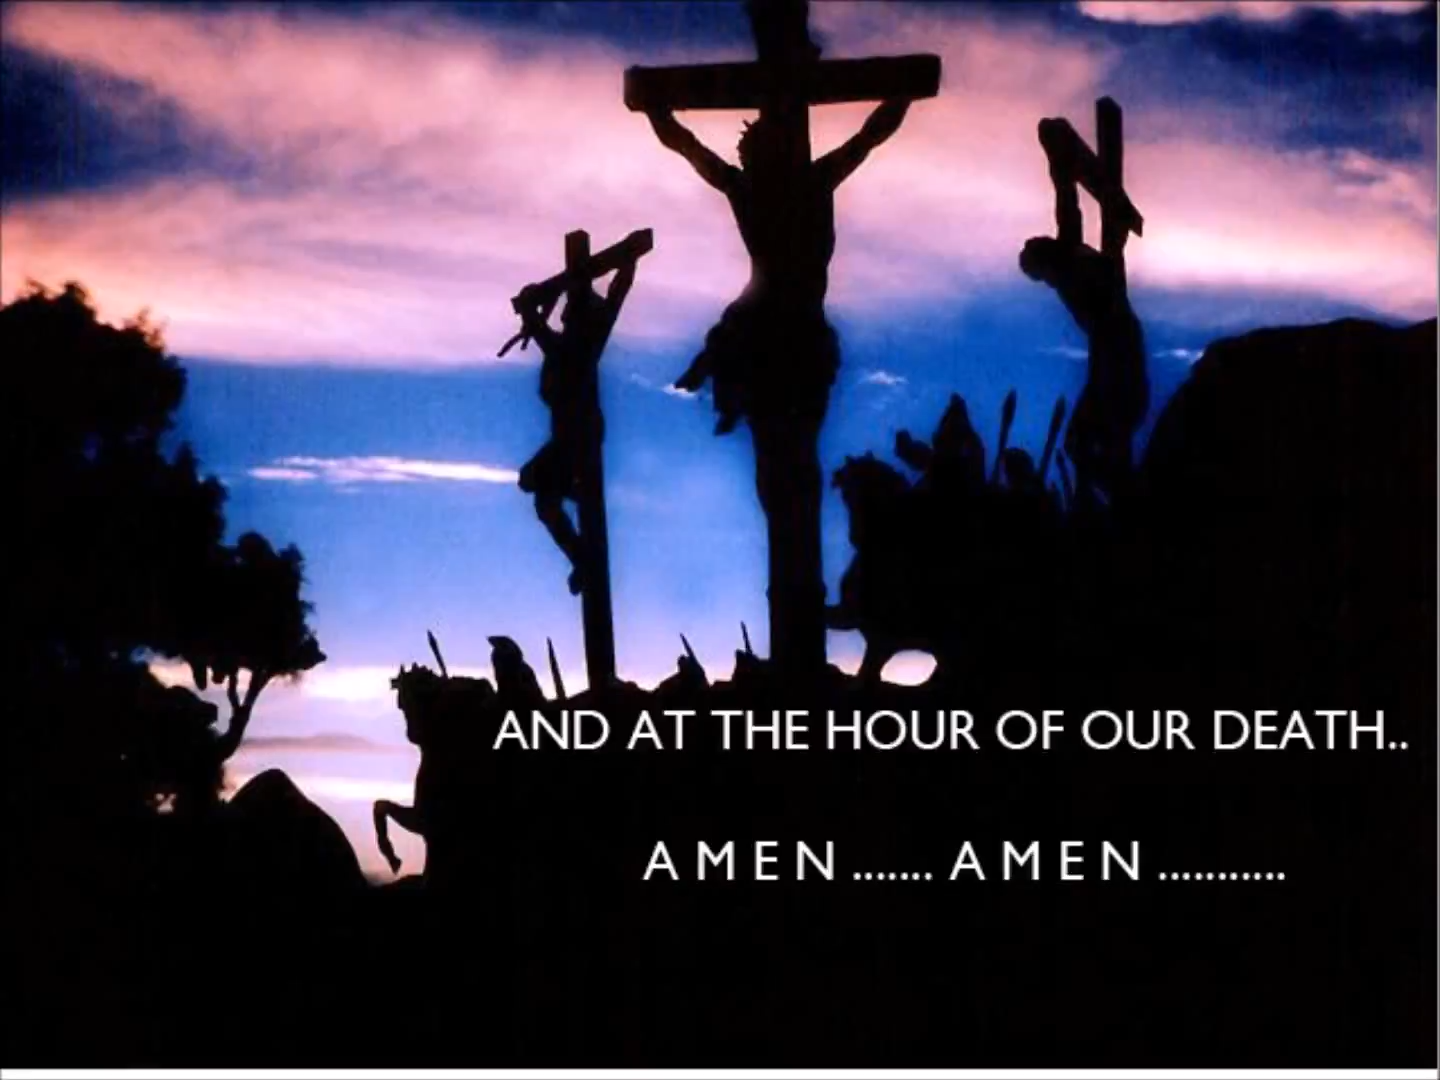 AND AT THE HOUR OF OUR DEATH..
A M E N ....... A M E N ...........